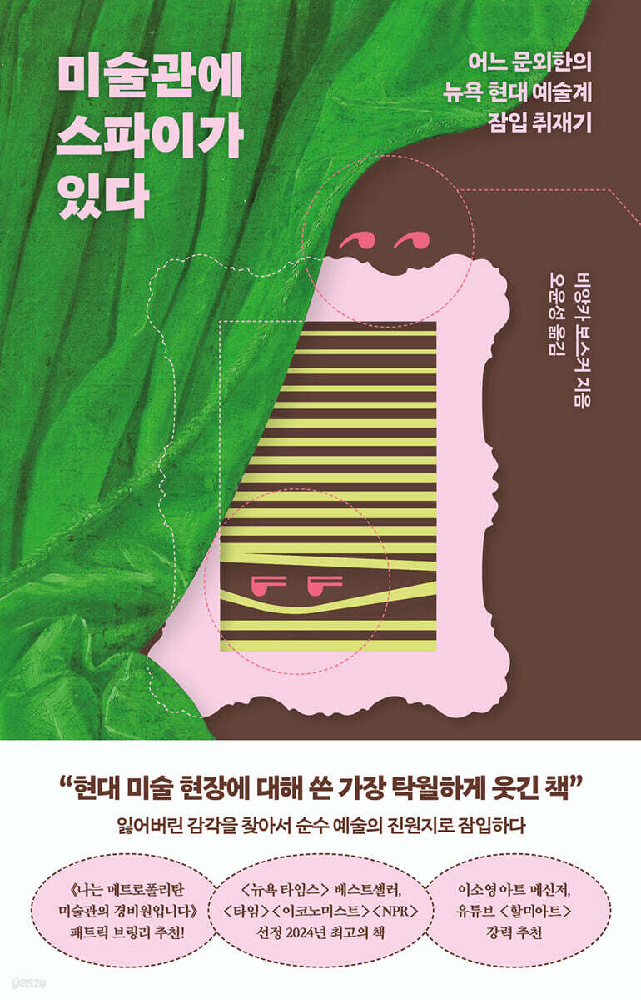 미술관에
스파이가
있다
어느 문외한의
뉴욕 현대 예술계
잠입 취재기
비앙카 보스커 지음
오윤성 옮김
“현대 미술 현장에 대해 쓴 가장 탁월하게 웃긴 책”
잃어버린 감각을 찾아서 순수 예술의 진원지로 잠입하다
《나는 메트로폴리탄
미술관의 경비원입니다》
패트릭 브링리 추천!
〈뉴욕 타임스〉 베스트셀러,
〈타임〉〈이코노미스트〉〈NPR〉
선정 2024년 최고의 책
이소영 아트 메신저,
유튜브 〈할미아트〉
강력 추천
yes24